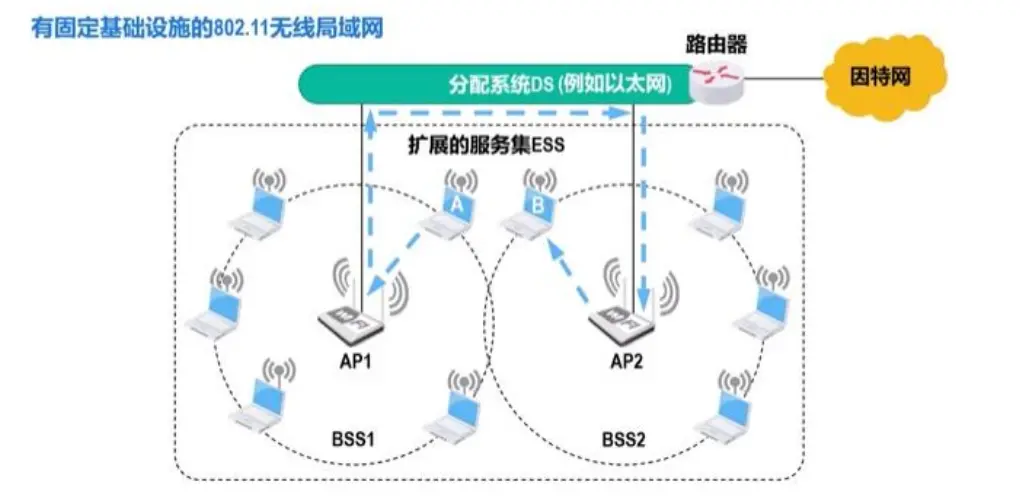 有固定基础设施的802.11无线局域网
路由器
分配系统DS (例如以太网)
因特网
扩展的服务集ESS
A
B
AP1
AP2
BSS1
BSS2